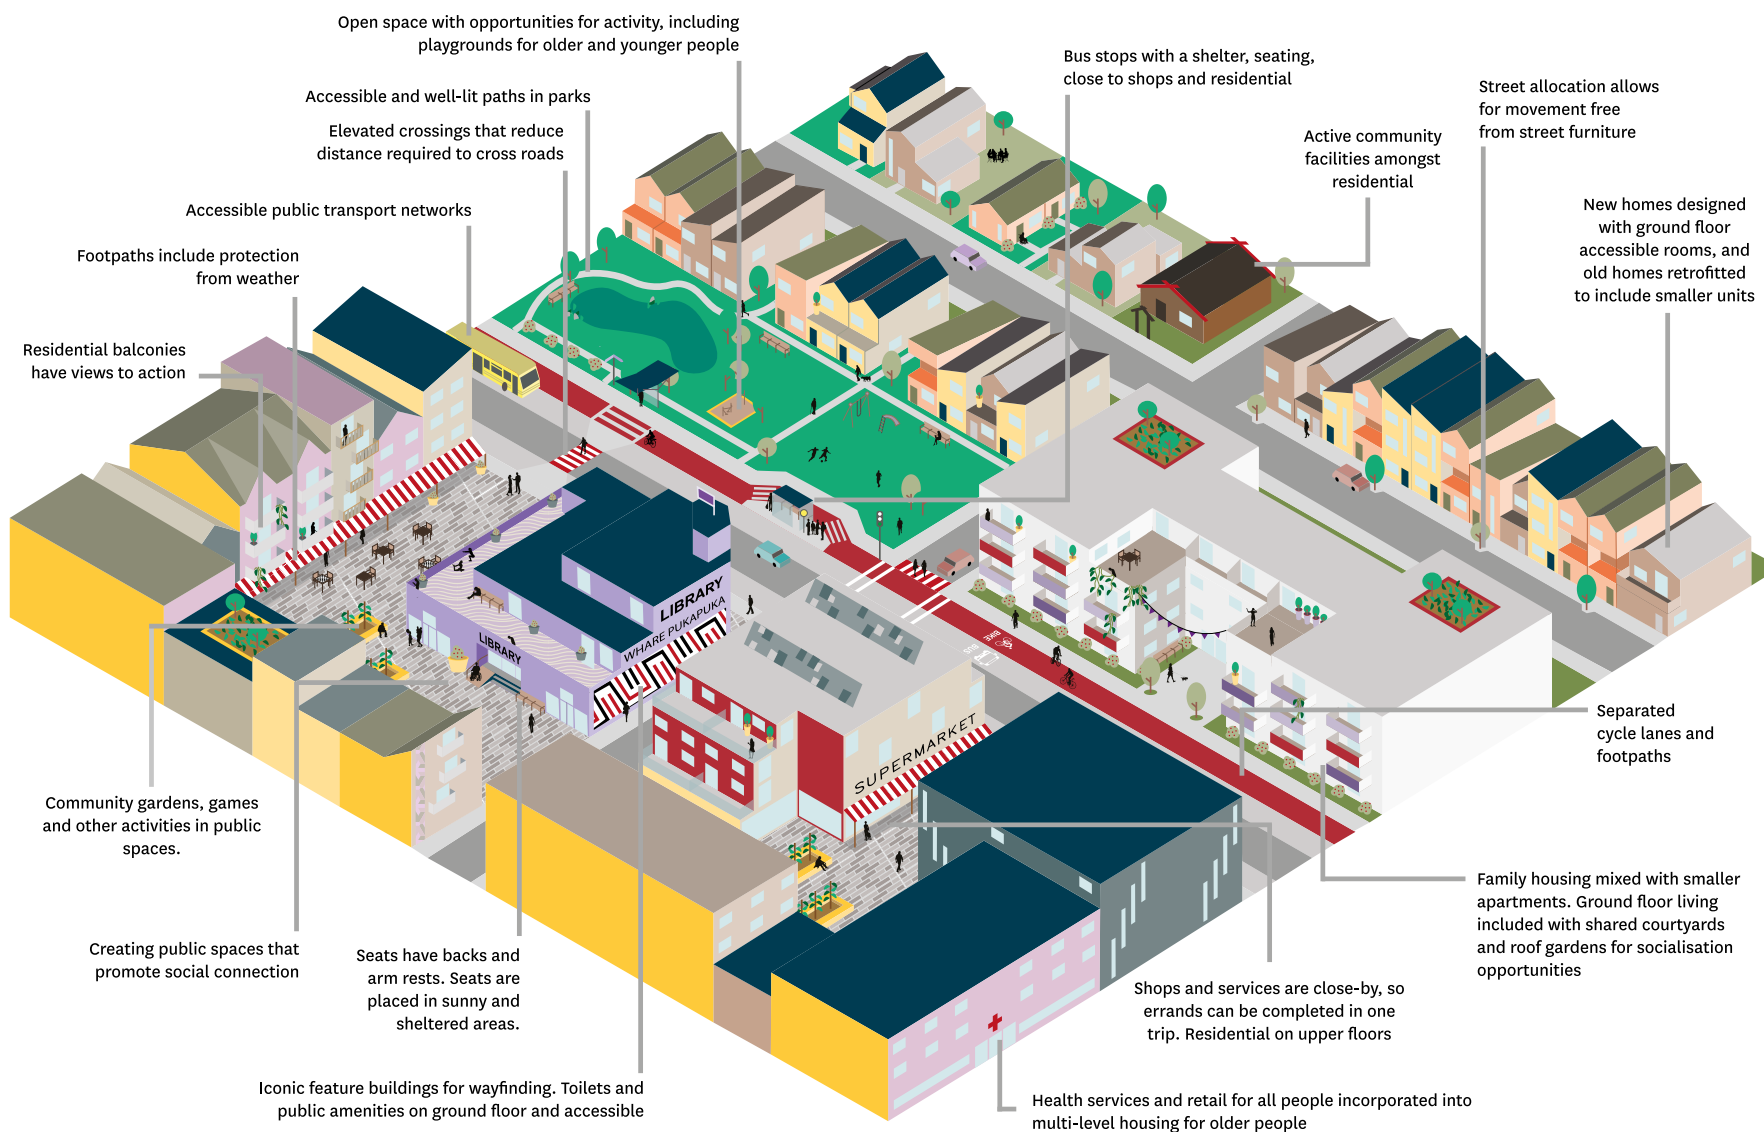 Open space with opportunities for activity, including
playgrounds for older and younger people
Bus stops with a shelter, seating,
close to shops and residential
Street allocation allows
for movement free
from street furniture
Accessible and well-lit paths in parks
Elevated crossings that reduce
distance required to cross roads
Active community
facilities amongst
residential
Accessible public transport networks
New homes designed
with ground floor
accessible rooms, and
old homes retrofitted
to include smaller units
Footpaths include protection
from weather
Residential balconies
have views to action
LIBRARY
WHARE PUKAPUKA
LIBRARY
BIKE
BUS
SUPERMARKET
Separated
cycle lanes and
footpaths
Community gardens, games
and other activities in public
spaces.
Family housing mixed with smaller
apartments. Ground floor living
included with shared courtyards
and roof gardens for socialisation
opportunities
Creating public spaces that
promote social connection
Seats have backs and
arm rests. Seats are
placed in sunny and
sheltered areas.
Shops and services are close-by, so
errands can be completed in one
trip. Residential on upper floors
Iconic feature buildings for wayfinding. Toilets and
public amenities on ground floor and accessible
Health services and retail for all people incorporated into
multi-level housing for older people